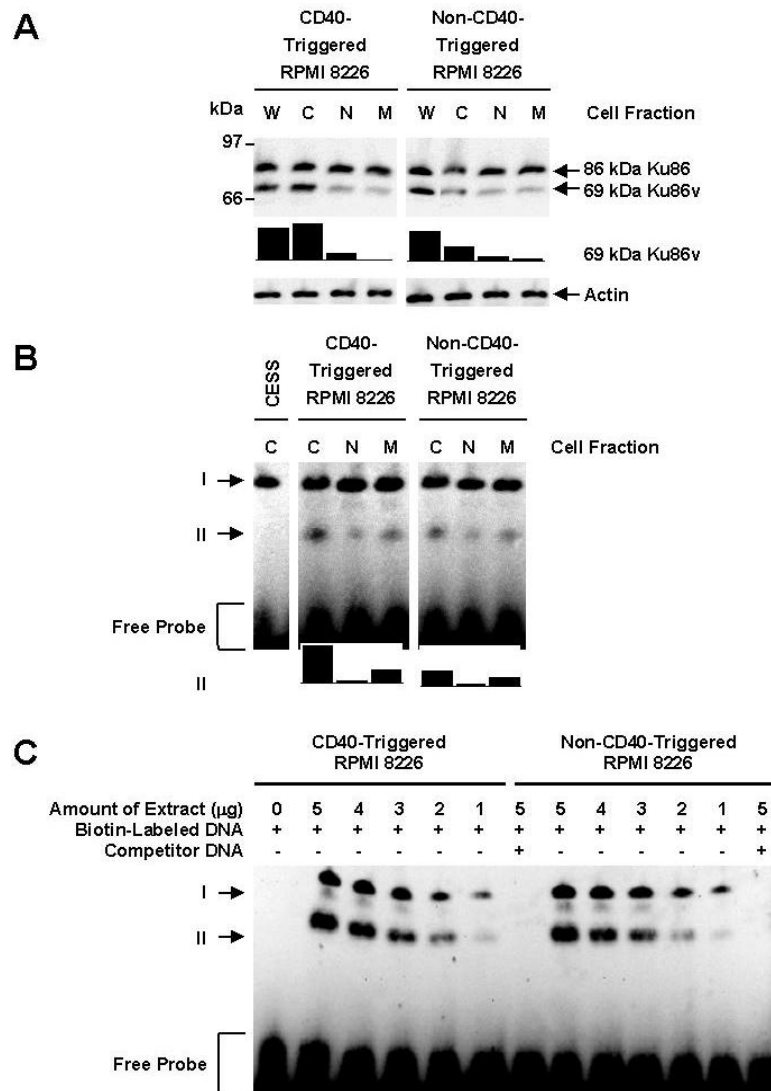 A
CD40-
Triggered
RPMI 8226
Non-CD40-
Triggered
RPMI 8226
kDa
W C N M W C N M Cell Fraction
97
86 kDa Ku86
69 kDa Ku86v
66
69 kDa Ku86v
Actin
B
CESS
CD40-
Triggered
RPMI 8226
Non-CD40-
Triggered
RPMI 8226
C C N M C N M Cell Fraction
I
II
Free Probe
II
C
CD40-Triggered
RPMI 8226
Non-CD40-Triggered
RPMI 8226
Amount of Extract (µg) 0 5 4 3 2 1 5 5 4 3 2 1 5
Biotin-Labeled DNA + + + + + + + + + + + + +
Competitor DNA - - - - - - + - - - - - +
I
II
Free Probe